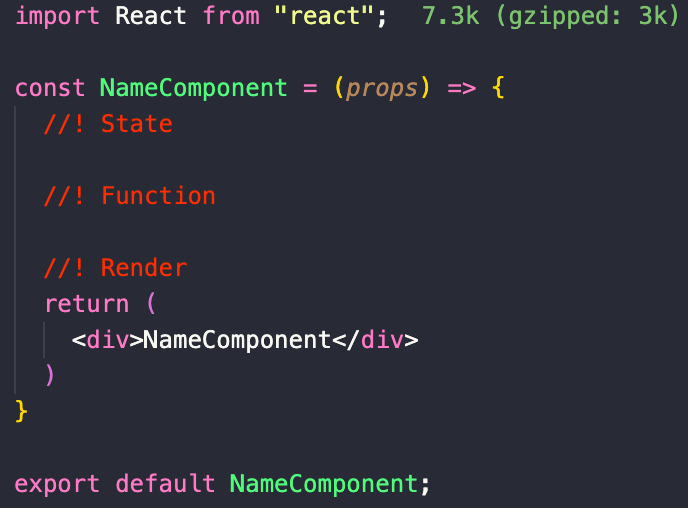 import React from "react";  7.3k (gzipped: 3k)
const NameComponent = (props) => {
//! State
//! Function
//! Render
return (
<div>NameComponent</div>
)
}
export default NameComponent;